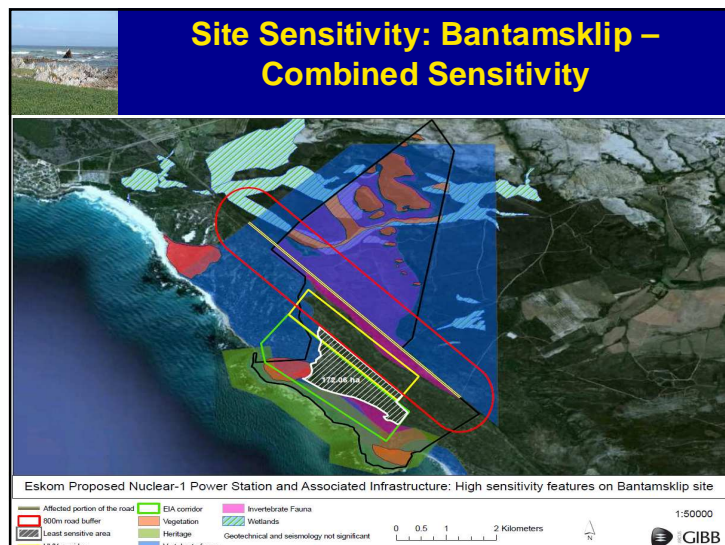 Site Sensitivity: Bantamsklip –
Combined Sensitivity
172.06 ha
Eskom Proposed Nuclear-1 Power Station and Associated Infrastructure: High sensitivity features on Bantamsklip site
Affected portion of the road
800m road buffer
Least sensitive area
EIA corridor
Vegetation
Heritage
Invertebrate Fauna
Wetlands
Geotechnical and seismology not significant
0 0.5 1 2 Kilometers
N
1:50000
GIBB